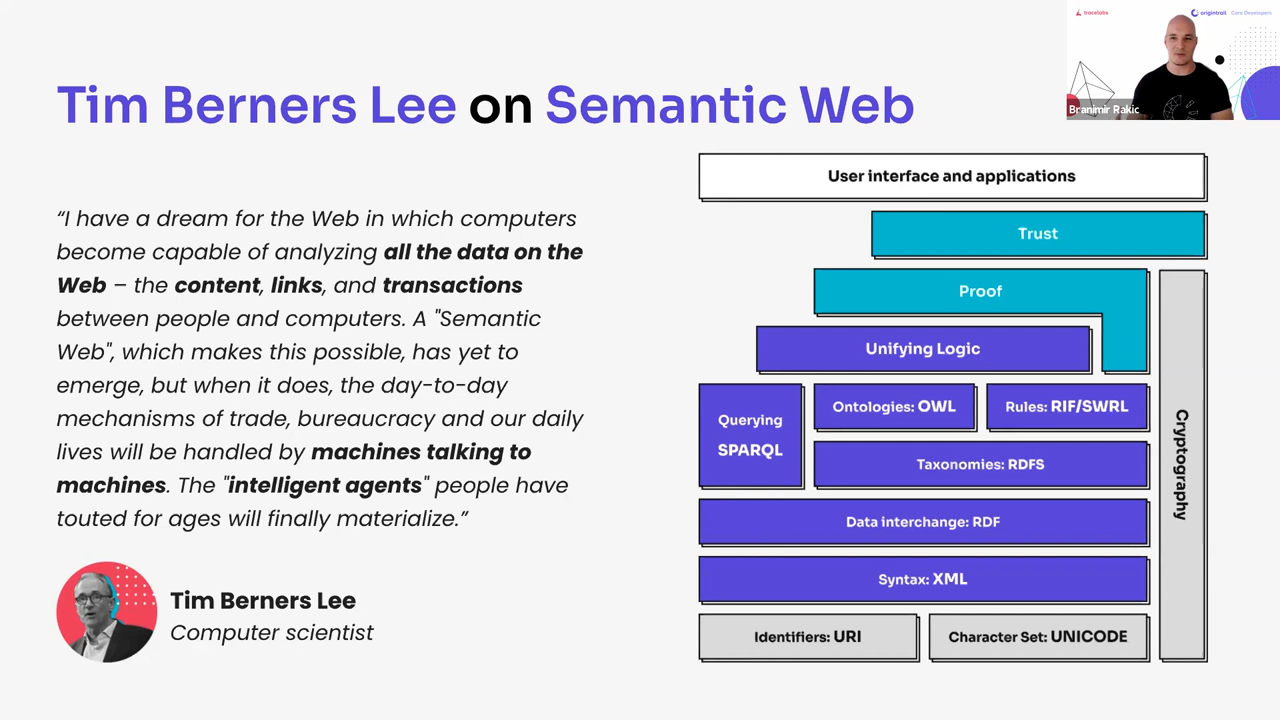 tracelabs
origintrail Core Developers
Branimir Rakic
Tim Berners Lee on Semantic Web
“I have a dream for the Web in which computers
become capable of analyzing all the data on the
Web – the content, links, and transactions
between people and computers. A "Semantic
Web", which makes this possible, has yet to
emerge, but when it does, the day-to-day
mechanisms of trade, bureaucracy and our daily
lives will be handled by machines talking to
machines. The "intelligent agents" people have
touted for ages will finally materialize.”
Tim Berners Lee
Computer scientist
User interface and applications
Trust
Proof
Unifying Logic
Querying
SPARQL
Ontologies: OWL
Rules: RIF/SWRL
Taxonomies: RDFS
Data interchange: RDF
Syntax: XML
Identifiers: URI
Character Set: UNICODE
Cryptography